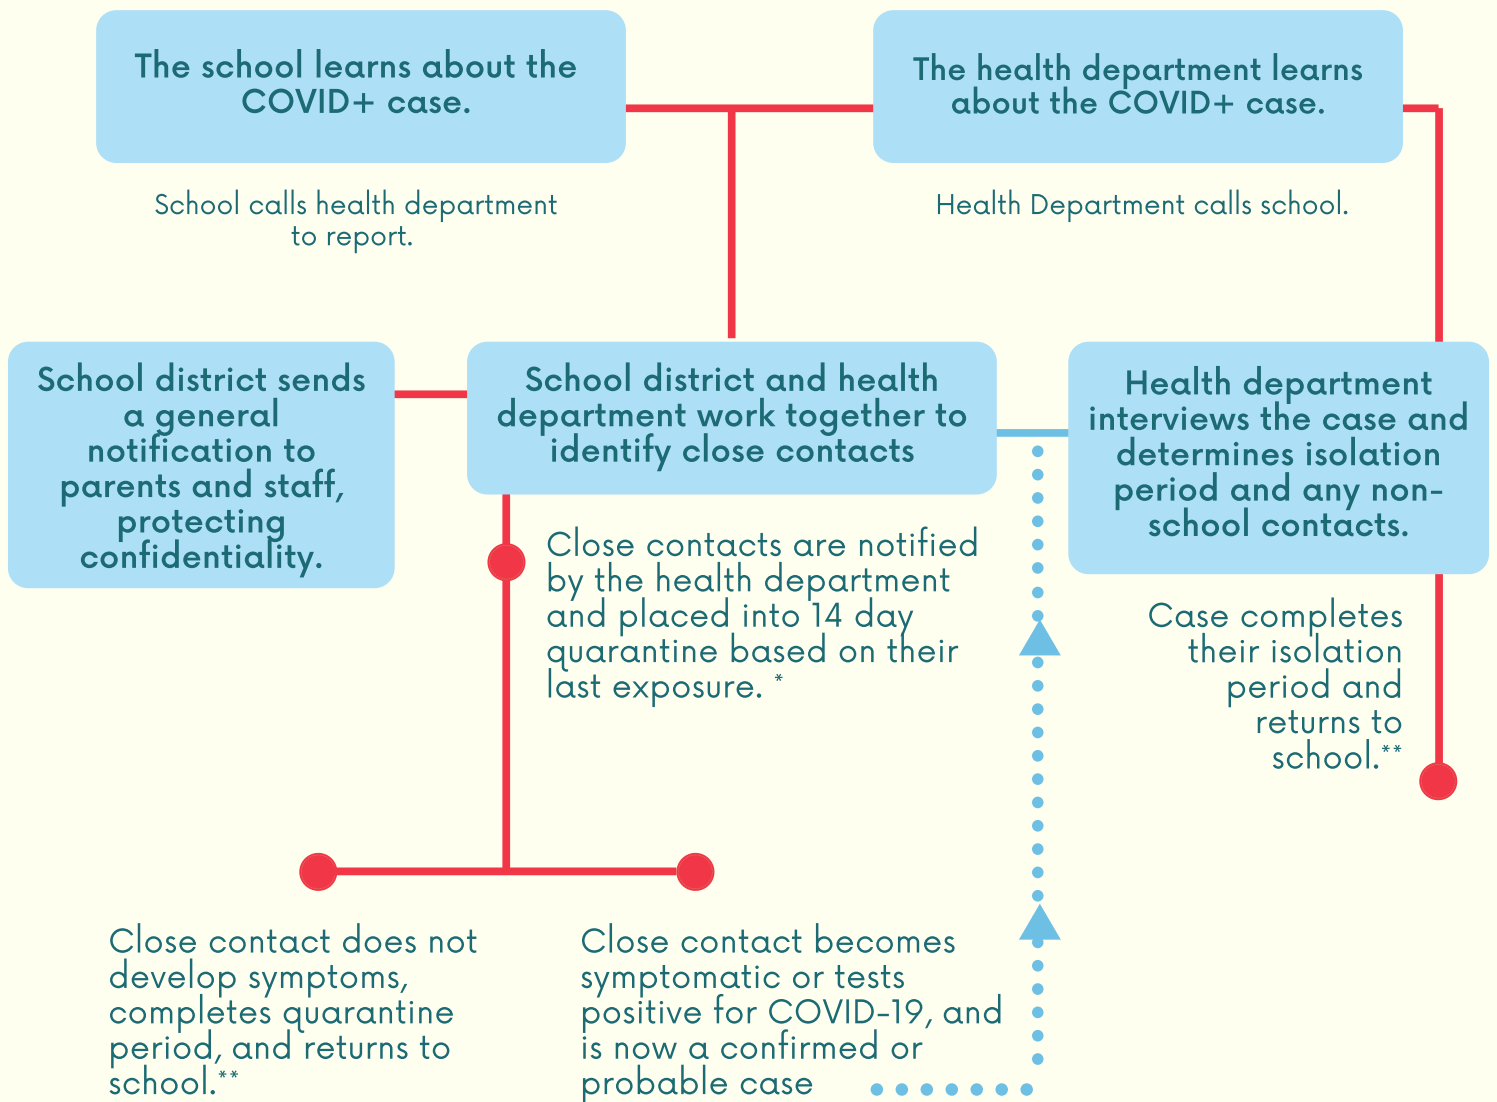 The school learns about the
COVID+ case.
The health department learns
about the COVID+ case.
School calls health department
to report.
Health Department calls school.
School district sends
a general
notification to
parents and staff,
protecting
confidentiality.
School district and health
department work together to
identify close contacts
Health department
interviews the case and
determines isolation
period and any non-
school contacts.
Close contacts are notified
by the health department
and placed into 14 day
quarantine based on their
last exposure. *
Case completes
their isolation
period and
returns to
school.**
Close contact does not
develop symptoms,
completes quarantine
period, and returns to
school.**
Close contact becomes
symptomatic or tests
positive for COVID-19, and
is now a confirmed or
probable case